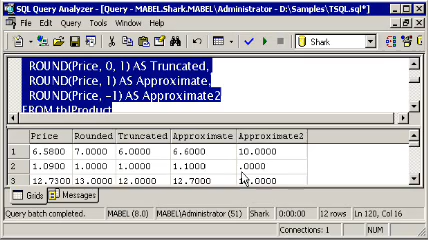 SQL Query Analyzer - [Query - MABEL.Shark.MABEL\Administrator - D:\Samples\TSQL.sql*]
File Edit Query Tools Window Help
Shark
ROUND(Price, 0, 1) AS Truncated,
ROUND(Price, 1) AS Approximate,
ROUND(Price, -1) AS Approximate2
FROM tblProduct
Price Rounded Truncated Approximate Approximate2
1 6.5800 7.0000 6.0000 6.6000 10.0000
2 1.0900 1.0000 1.0000 1.1000 .0000
3 12.7300 13.0000 12.0000 12.7000
Grids Messages
Query batch completed. MABEL (8.0) MABEL\Administrator (51) Shark 0:00:00 12 rows Ln 120, Col 16
Connections: 1 NUM